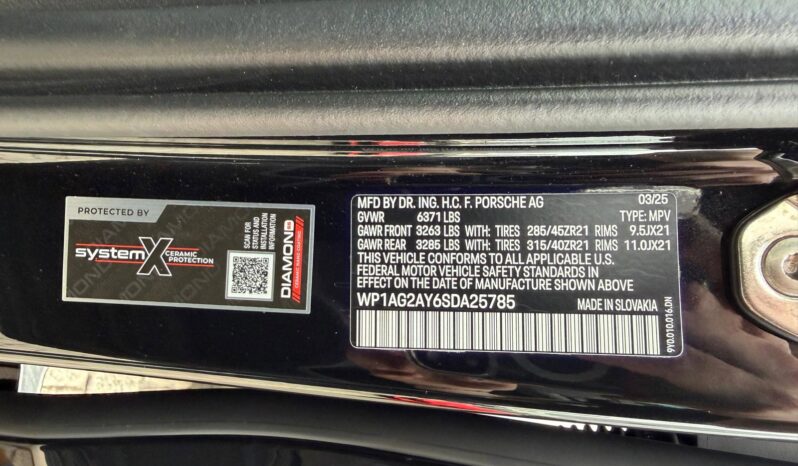 PROTECTED BY
systemX
CERAMIC
PROTECTION
SCAN FOR
STATUS AND
INSTALLATION
INFORMATION
DIAMOND
CERAMIC NANO COATING
MFD BY DR. ING. H.C. F. PORSCHE AG 03/25
GVWR 6371 LBS TYPE: MPV
GAWR FRONT 3263 LBS WITH: TIRES 285/45ZR21 RIMS 9.5JX21
GAWR REAR 3285 LBS WITH: TIRES 315/40ZR21 RIMS 11.0JX21
THIS VEHICLE CONFORMS TO ALL APPLICABLE U.S.
FEDERAL MOTOR VEHICLE SAFETY STANDARDS IN
EFFECT ON THE DATE OF MANUFACTURE SHOWN ABOVE
WP1AG2AY6SDA25785 MADE IN SLOVAKIA
9Y0.010.016.DN